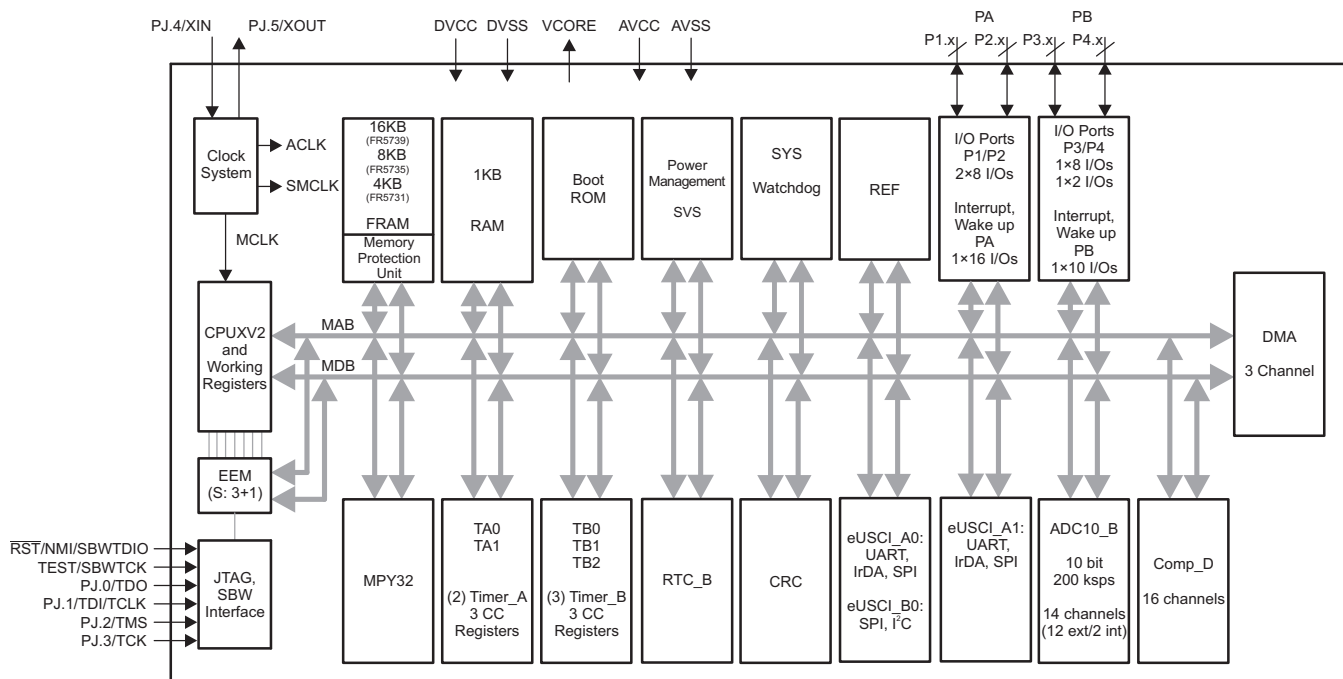 PJ.4/XIN
PJ.5/XOUT
DVCC
DVSS
VCORE
AVCC
AVSS
PA
PB
P1.x
P2.x
P3.x
P4.x
Clock
System
ACLK
SMCLK
MCLK
16KB
(FR5739)
8KB
(FR5735)
4KB
(FR5731)
FRAM
Memory
Protection
Unit
1KB
RAM
Boot
ROM
Power
Management
SVS
SYS
Watchdog
REF
I/O Ports
P1/P2
2×8 I/Os
Interrupt,
Wake up
PA
1×16 I/Os
I/O Ports
P3/P4
1×8 I/Os
1×2 I/Os
Interrupt,
Wake up
PB
1×10 I/Os
CPUXV2
and
Working
Registers
MAB
MDB
DMA
3 Channel
EEM
(S: 3+1)
RST/NMI/SBWTDIO
TEST/SBWTCK
PJ.0/TDO
PJ.1/TDI/TCLK
PJ.2/TMS
PJ.3/TCK
JTAG,
SBW
Interface
MPY32
TA0
TA1
(2) Timer_A
3 CC
Registers
TB0
TB1
TB2
(3) Timer_B
3 CC
Registers
RTC_B
CRC
eUSCI_A0:
UART,
IrDA, SPI
eUSCI_B0:
SPI, I²C
eUSCI_A1:
UART,
IrDA, SPI
ADC10_B
10 bit
200 ksps
14 channels
(12 ext/2 int)
Comp_D
16 channels